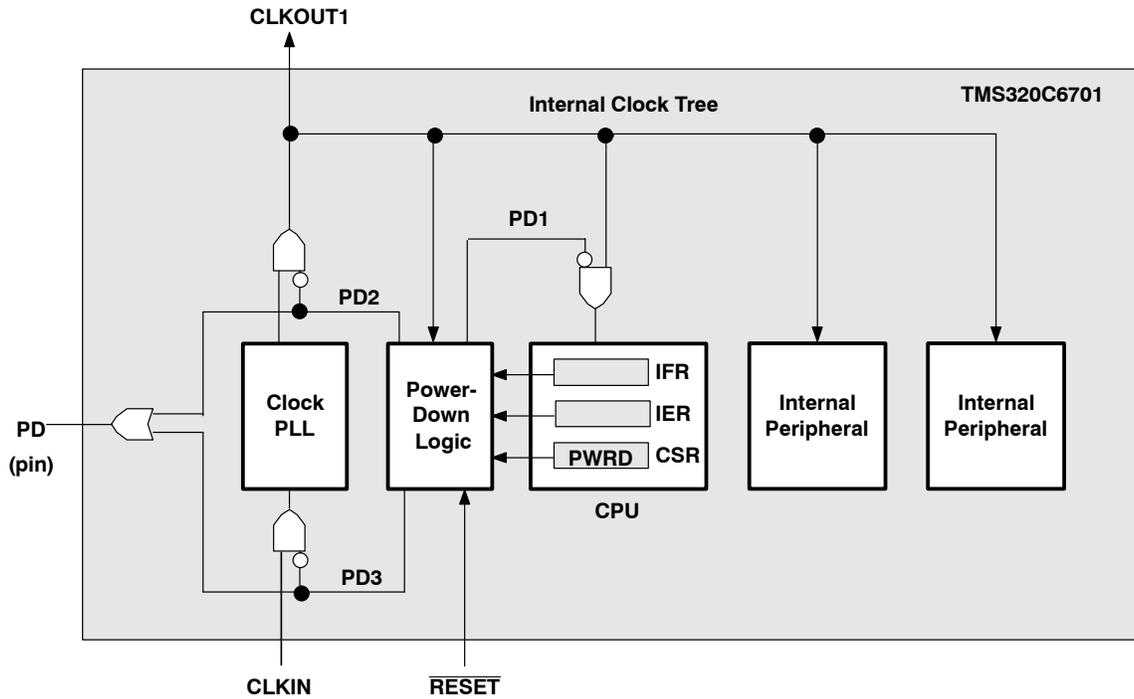 CLKOUT1
TMS320C6701
Internal Clock Tree
PD1
PD2
Clock
PLL
Power-
Down
Logic
IFR
IER
PWRD
CSR
CPU
Internal
Peripheral
Internal
Peripheral
PD
(pin)
PD3
CLKIN
RESET